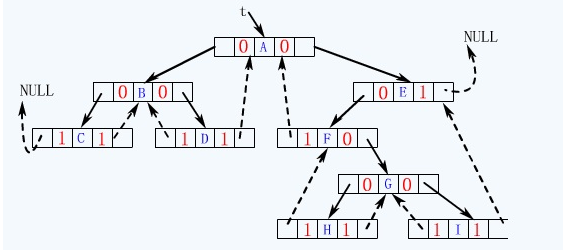 t
0 A 0
NULL
NULL
0 B 0
0 E 1
1 C 1
1 D 1
1 F 0
0 G 0
1 H 1
1 I 1